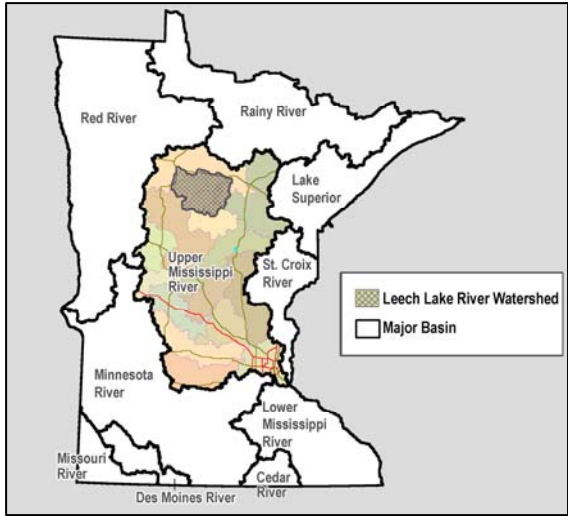 Rainy River
Red River
Lake
Superior
Upper
Mississippi
River
St. Croix
River
Leech Lake River Watershed
Major Basin
Minnesota
River
Lower
Mississippi
River
Missouri
River
Cedar
River
Des Moines River